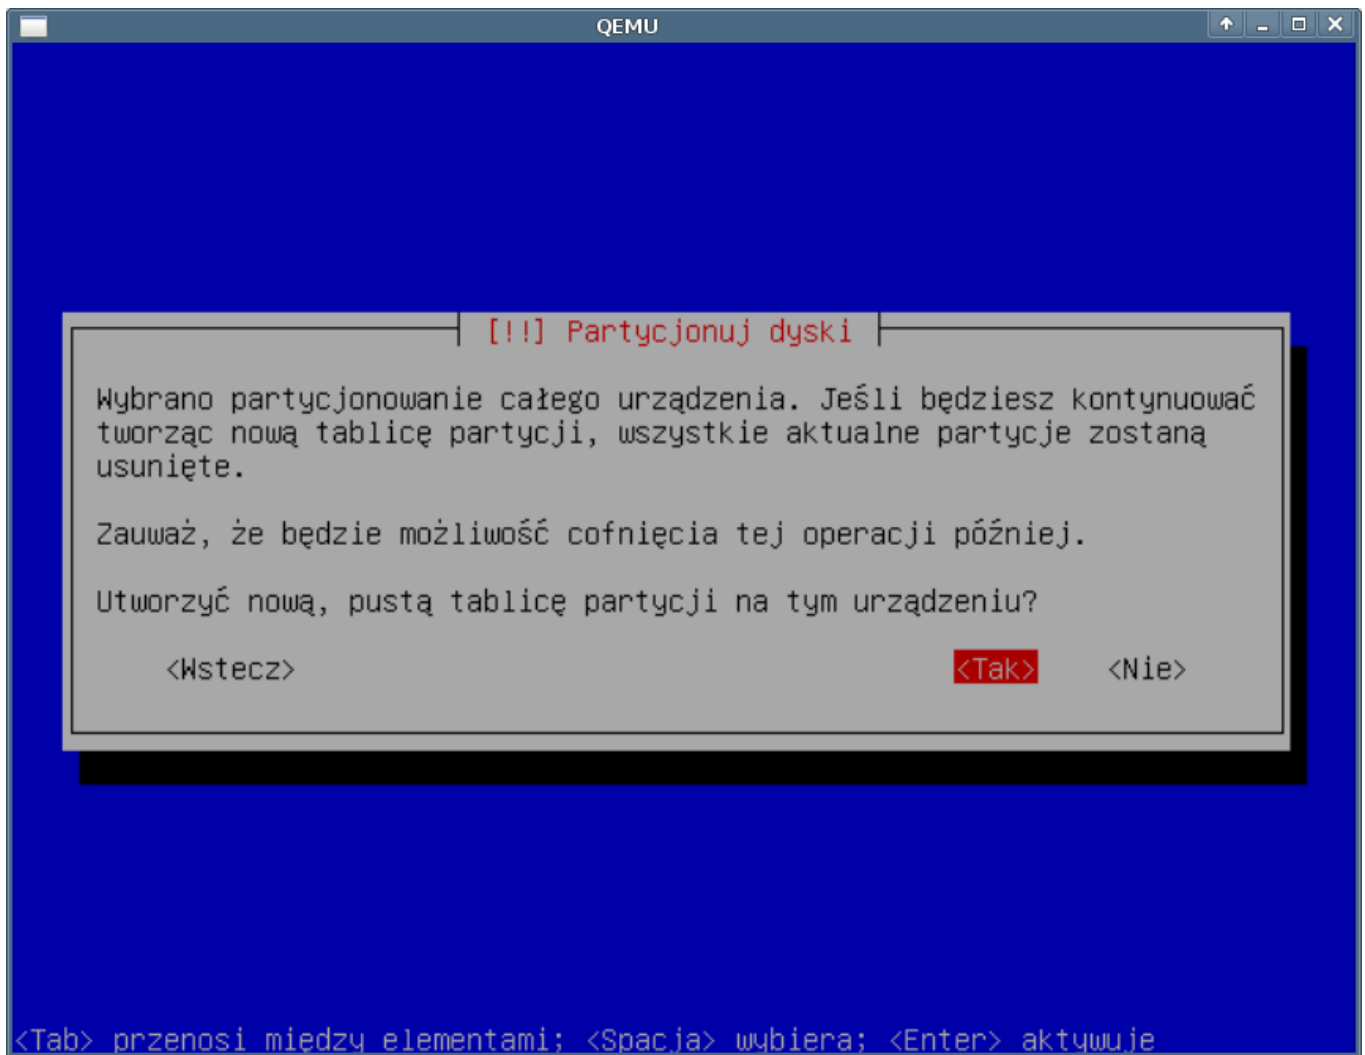 QEMU
[!!] Partycjonuj dyski
Wybrano partycjonowanie całego urządzenia. Jeśli będziesz kontynuować
tworząc nową tablicę partycji, wszystkie aktualne partycje zostaną
usunięte.
Zauważ, że będzie możliwość cofnięcia tej operacji później.
Utworzyć nową, pustą tablicę partycji na tym urządzeniu?
<Wstecz> <Tak> <Nie>
<Tab> przenosi między elementami; <Spacja> wybiera; <Enter> aktywuje